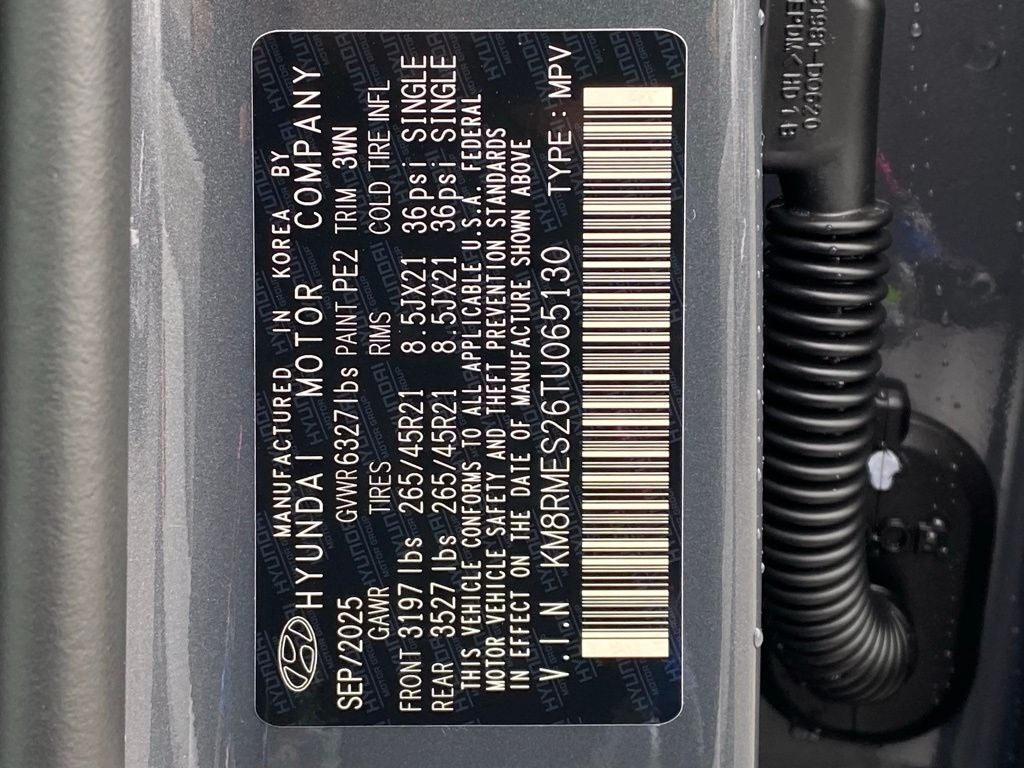 MANUFACTURED IN KOREA BY
HYUNDAI MOTOR COMPANY
SEP/2025 GVWR6327lbs PAINT PE2 TRIM 3WN
GAWR TIRES RIMS COLD TIRE INFL
FRONT 3197 lbs 265/45R21 8.5JX21 36psi SINGLE
REAR 3527 lbs 265/45R21 8.5JX21 36psi SINGLE
THIS VEHICLE CONFORMS TO ALL APPLICABLE U.S.A. FEDERAL
MOTOR VEHICLE SAFETY AND THEFT PREVENTION STANDARDS
IN EFFECT ON THE DATE OF MANUFACTURE SHOWN ABOVE
V.I.N KM8RMES26TU065130 TYPE : MPV
91981-DD620